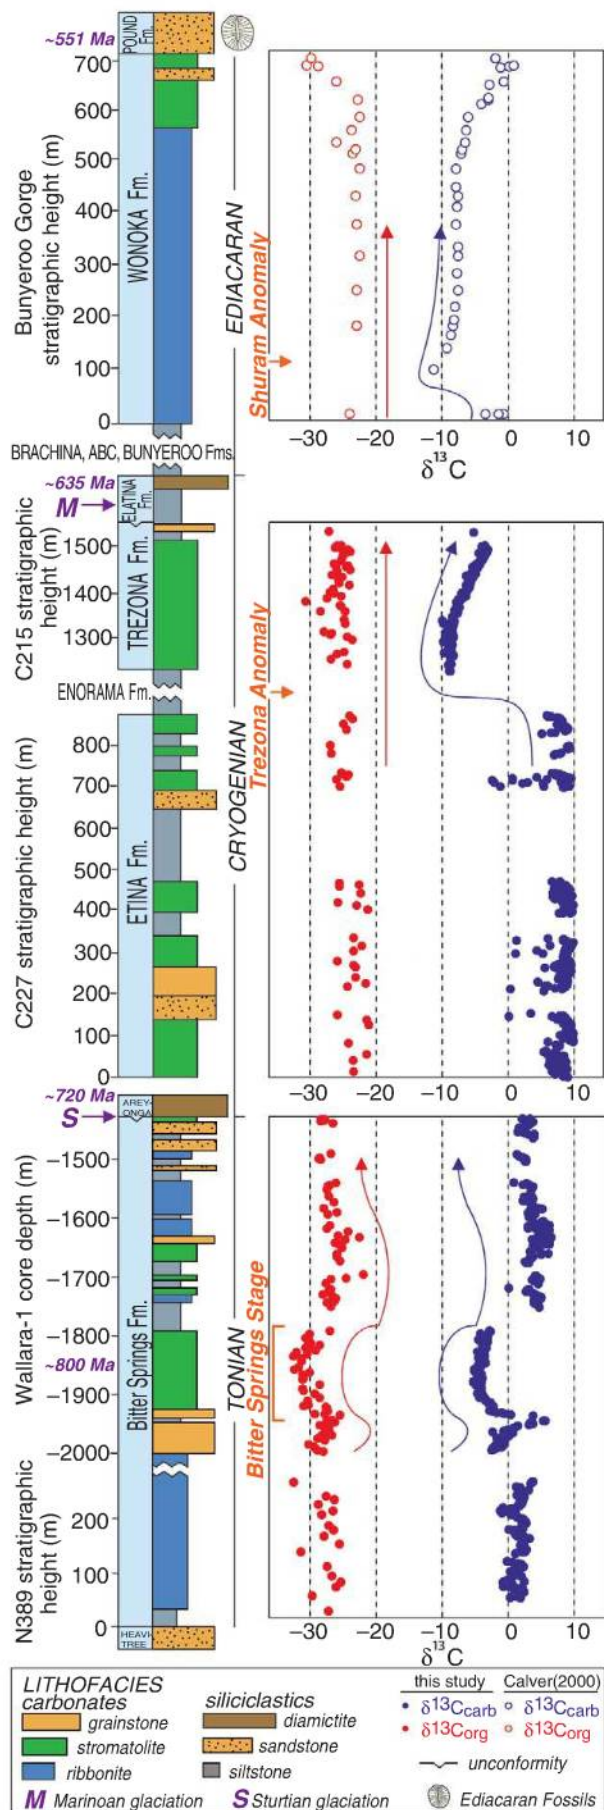 ~551 Ma
POUND
Fm.
700
600
500
400
300
200
100
0
Bunyeroo Gorge
stratigraphic height (m)
WONOKA Fm.
EDIACARAN
Shuram Anomaly
−30 −20 −10 0 10
δ13C
BRACHINA, ABC, BUNYEROO Fms.
~635 Ma
M
ELATINA
Fm.
1500
1400
1300
C215 stratigraphic
height (m)
TREZONA Fm.
ENORAMA Fm.
Trezona Anomaly
CRYOGENIAN
800
700
600
500
400
300
200
100
0
C227 stratigraphic height (m)
ETINA Fm.
−30 −20 −10 0 10
~720 Ma
S
AREY-
ONGA
−1500
−1600
−1700
−1800
~800 Ma
−1900
−2000
Wallara-1 core depth (m)
Bitter Springs Fm.
TONIAN
Bitter Springs Stage
200
100
0
N389 stratigraphic
height (m)
HEAVI-
TREE
−30 −20 −10 0 10
δ13C
LITHOFACIES
carbonates
grainstone
stromatolite
ribbonite
siliciclastics
diamictite
sandstone
siltstone
M Marinoan glaciation
S Sturtian glaciation
this study
δ13Ccarb
δ13Corg
Calver(2000)
δ13Ccarb
δ13Corg
unconformity
Ediacaran Fossils